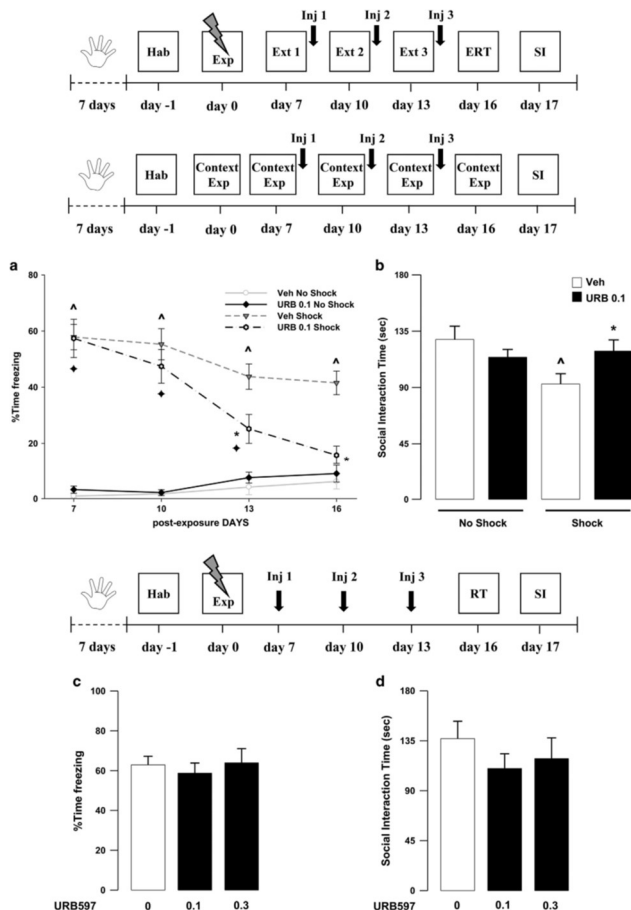 Inj 1 Inj 2 Inj 3
Hab Exp Ext 1 Ext 2 Ext 3 ERT SI
7 days day -1 day 0 day 7 day 10 day 13 day 16 day 17
Inj 1 Inj 2 Inj 3
Hab Context Exp Context Exp Context Exp Context Exp Context Exp SI
7 days day -1 day 0 day 7 day 10 day 13 day 16 day 17
a
%Time freezing
80
60
40
20
0
Veh No Shock
URB 0.1 No Shock
Veh Shock
URB 0.1 Shock
^ ^ ^ ^
* *
7 10 13 16
post-exposure DAYS
b
Social Interaction Time (sec)
180
135
90
45
0
Veh
URB 0.1
^ *
No Shock Shock
Inj 1 Inj 2 Inj 3
Hab Exp RT SI
7 days day -1 day 0 day 7 day 10 day 13 day 16 day 17
c
%Time freezing
100
80
60
40
20
0
URB597 0 0.1 0.3
d
Social Interaction Time (sec)
180
135
90
45
0
URB597 0 0.1 0.3